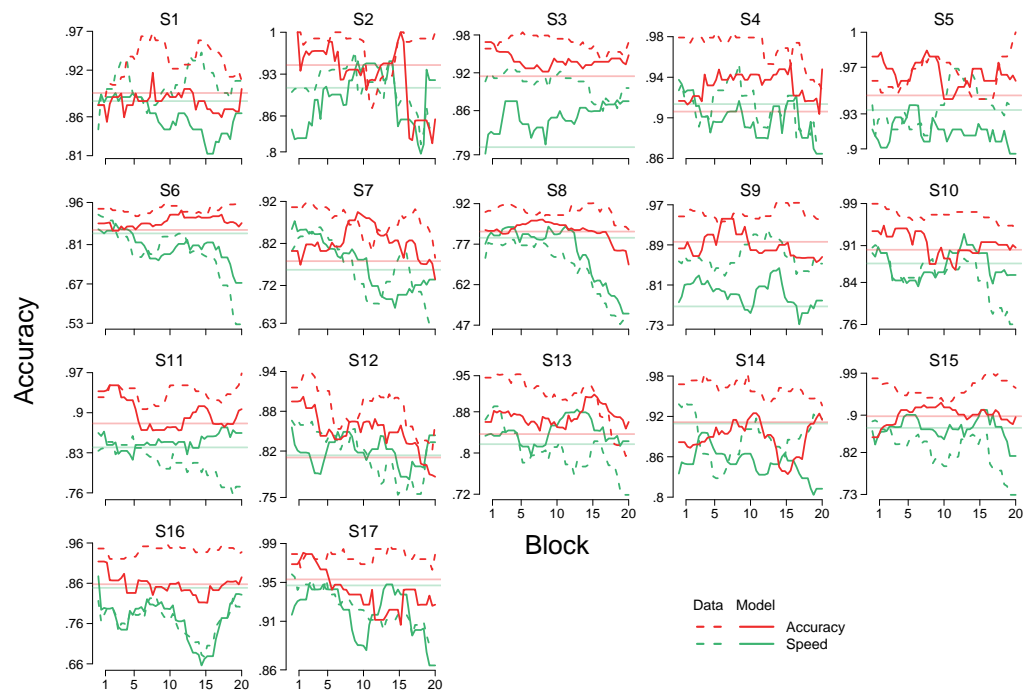 S1 S2 S3 S4 S5
.97 .92 .86 .81
1 .93 .86 .8
.98 .92 .86 .79
.98 .94 .9 .86
1 .97 .93 .9
S6 S7 S8 S9 S10
.96 .81 .67 .53
.92 .82 .72 .63
.92 .77 .62 .47
.97 .89 .81 .73
.99 .91 .84 .76
Accuracy
S11 S12 S13 S14 S15
.97 .9 .83 .76
.94 .85 .82 .75
.95 .88 .8 .72
.98 .92 .86 .8
.99 .9 .82 .73
1 5 10 15 20
1 5 10 15 20
1 5 10 15 20
S16 S17
.96 .86 .76 .66
.99 .95 .91 .86
1 5 10 15 20
1 5 10 15 20
Block
Data Model
Accuracy
Speed